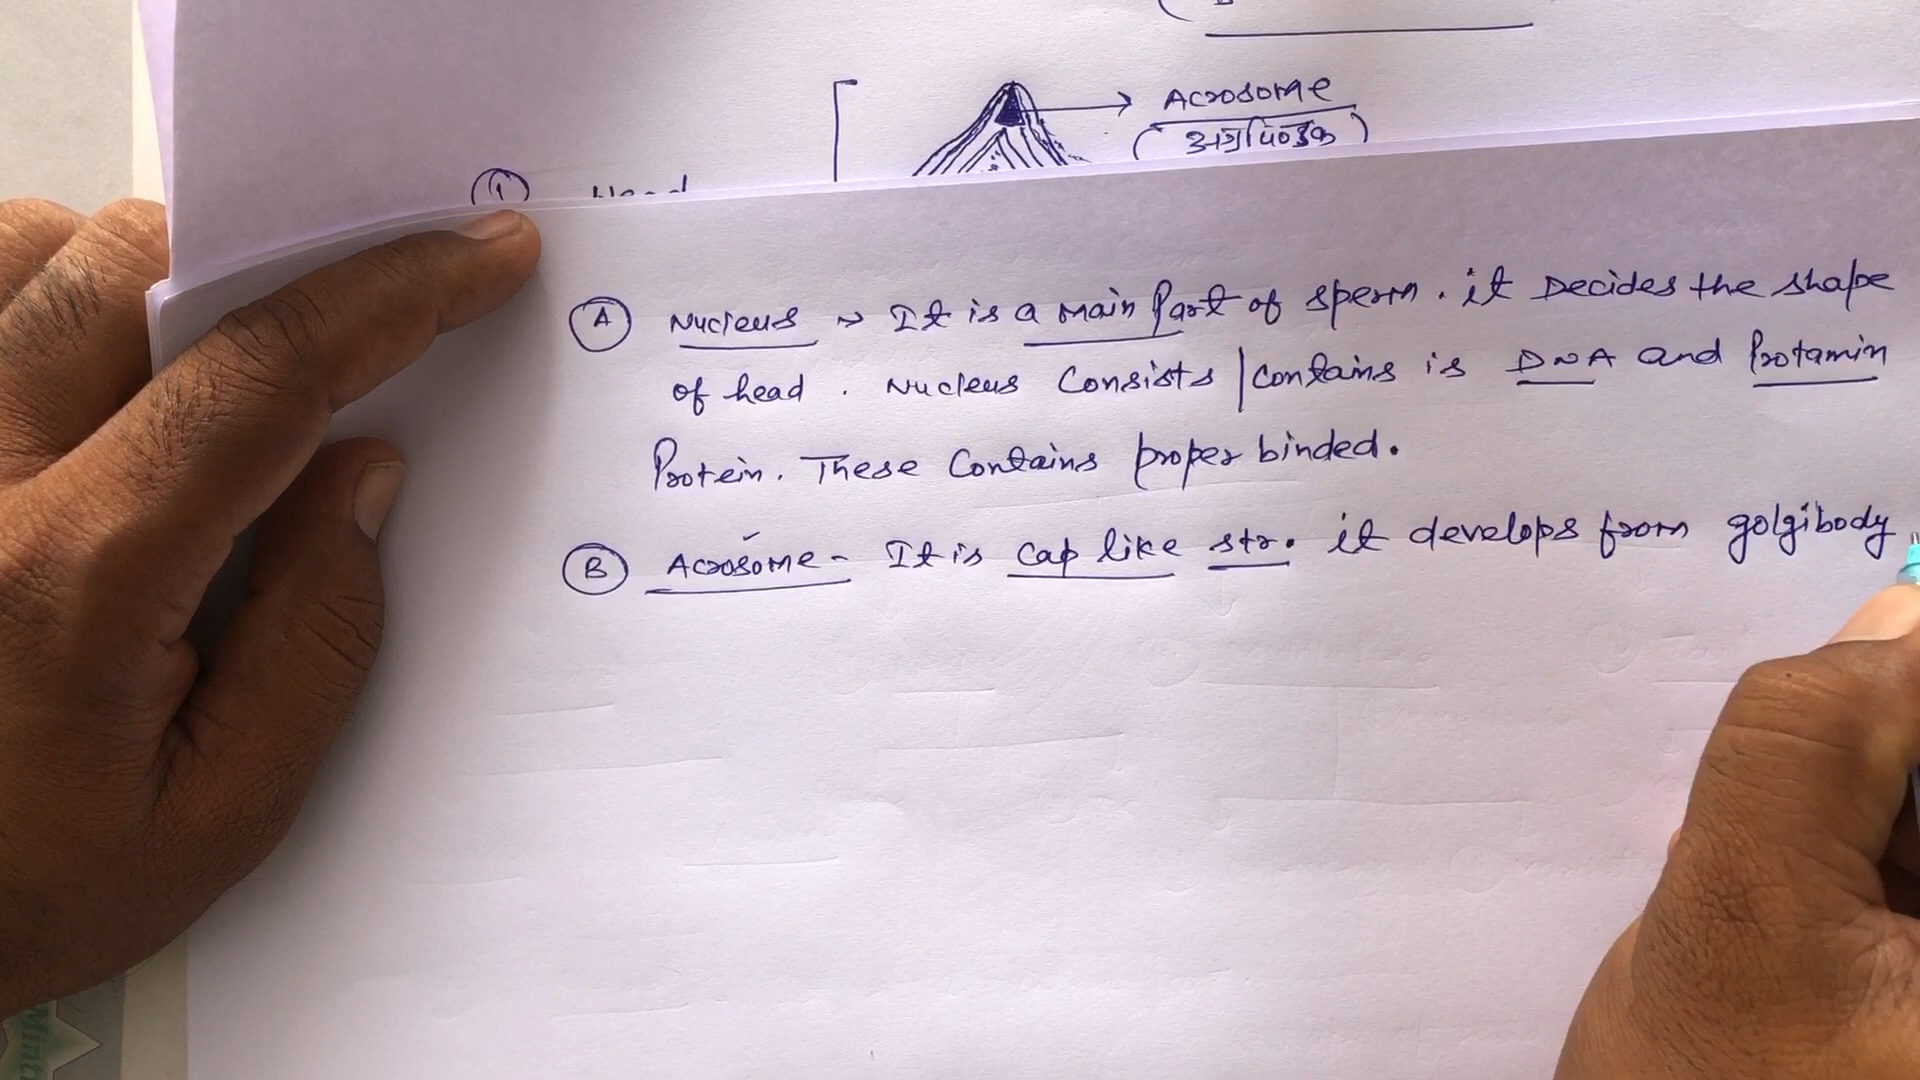 Acrosome
(अग्रपिण्डक)
① Head
Ⓐ Nucleus → It is a main Part of sperm. it Decides the shape
of head. Nucleus Consists | contains is DNA and Protamin
Protein. These Contains proper binded.
Ⓑ Acrosome - It is cap like str. it develops from golgibody